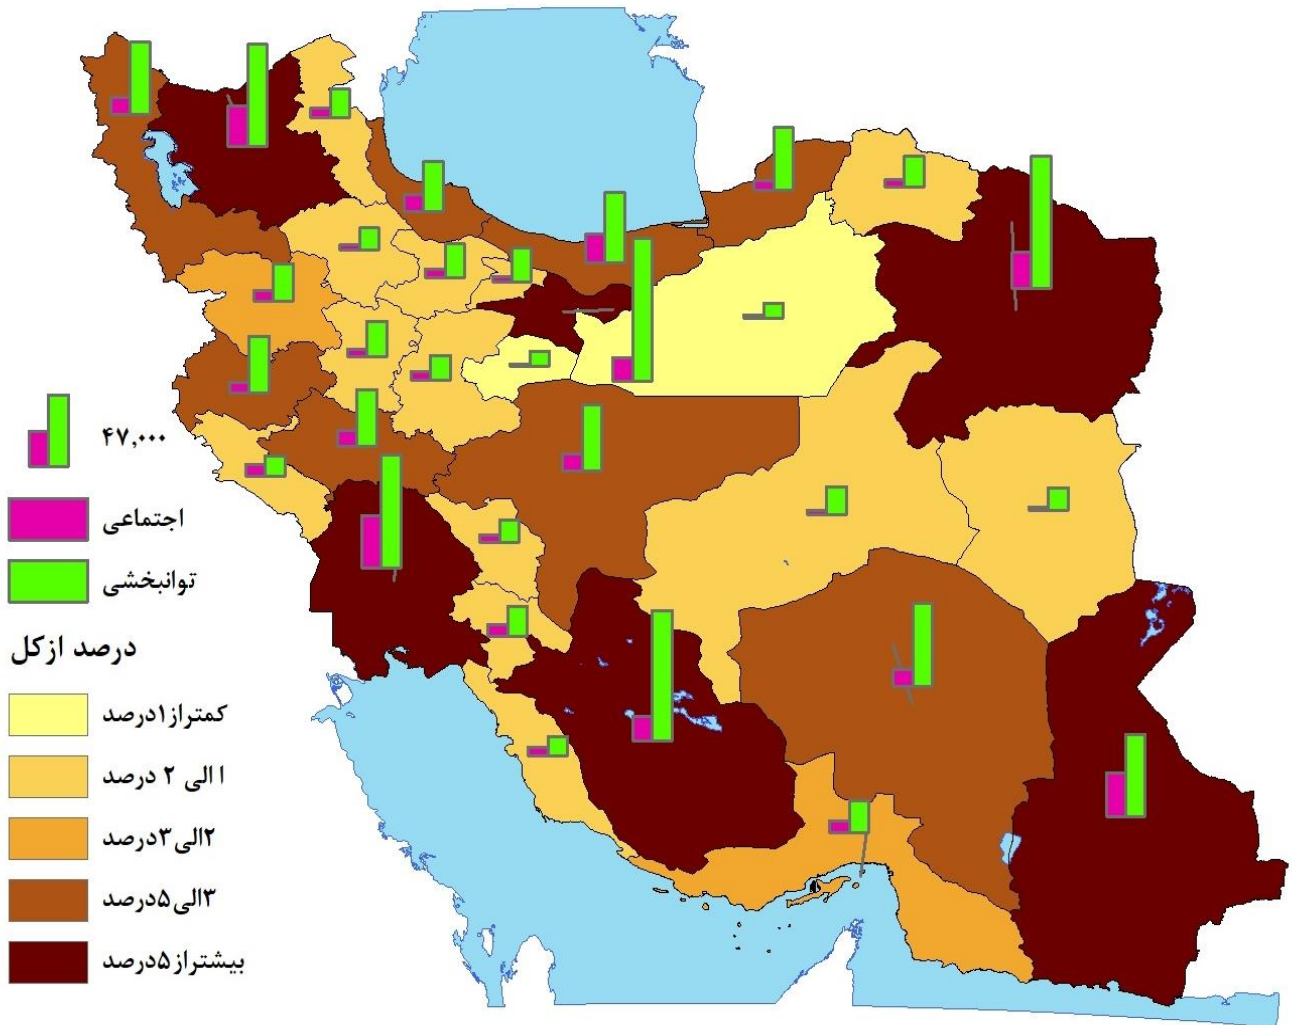 ۴۷,۰۰۰
اجتماعی
توانبخشی
درصد ازکل
کمتراز۱درصد
۱ الی ۲ درصد
۲الی۳درصد
۳الی۵درصد
بیشتراز۵درصد